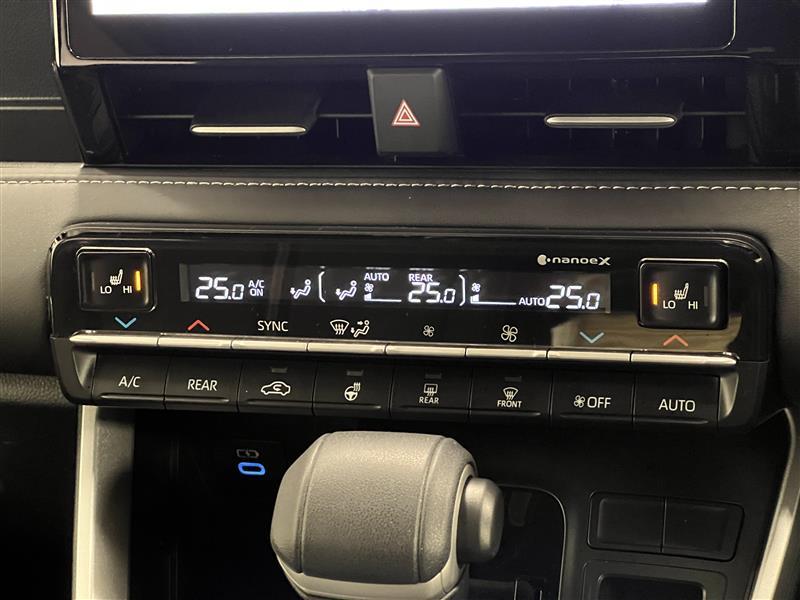 nanoeX
LO HI
25.0 A/C ON
AUTO REAR
25.0
AUTO 25.0
LO HI
SYNC
A/C
REAR
REAR
FRONT
OFF
AUTO